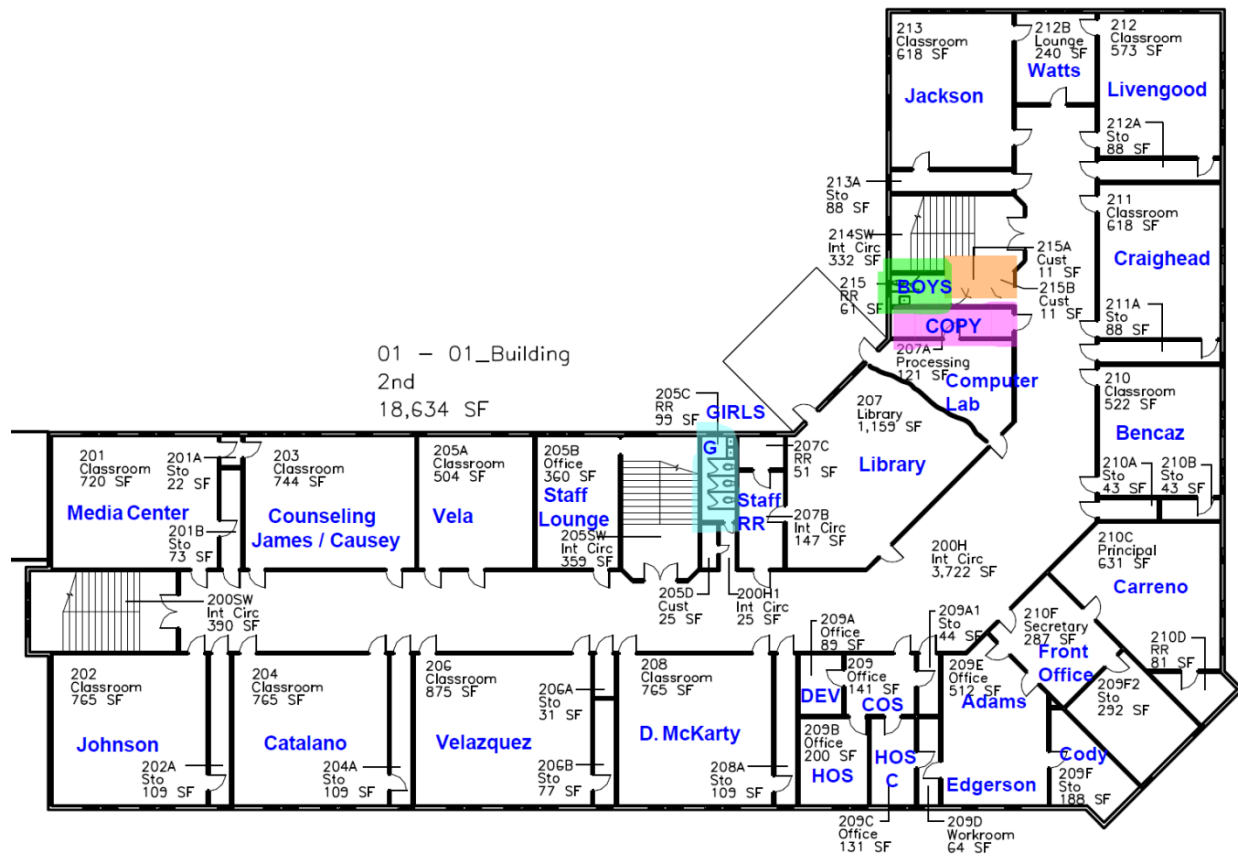 213
Classroom
618 SF
Jackson
212B
Lounge
240 SF
Watts
212
Classroom
573 SF
Livengood
212A
Sto
88 SF
213A
Sto
88 SF
214SW
Int Circ
332 SF
211
Classroom
618 SF
Craighead
215A
Cust
11 SF
215B
Cust
11 SF
BOYS
215
RR
61 SF
COPY
211A
Sto
88 SF
207A
Processing
121 SF
Computer
Lab
01 - 01_Building
2nd
18,634 SF
210
Classroom
522 SF
Bencaz
207
Library
1,159 SF
Library
205C
RR
99 SF
GIRLS
G
201
Classroom
720 SF
Media Center
201A
Sto
22 SF
201B
Sto
73 SF
203
Classroom
744 SF
Counseling
James / Causey
205A
Classroom
504 SF
Vela
205B
Office
360 SF
Staff
Lounge
207C
RR
51 SF
Staff
RR
207B
Int Circ
147 SF
210A
Sto
43 SF
210B
Sto
43 SF
205SW
Int Circ
359 SF
200H
Int Circ
3,722 SF
210C
Principal
631 SF
Carreno
200SW
Int Circ
390 SF
205D
Cust
25 SF
200H1
Int Circ
25 SF
209A
Office
89 SF
209A1
Sto
44 SF
210F
Secretary
287 SF
Front
Office
210D
RR
81 SF
202
Classroom
765 SF
Johnson
202A
Sto
109 SF
204
Classroom
765 SF
Catalano
204A
Sto
109 SF
206
Classroom
875 SF
Velazquez
206A
Sto
31 SF
206B
Sto
77 SF
208
Classroom
765 SF
D. McKarty
208A
Sto
109 SF
DEV
209
Office
141 SF
COS
209E
Office
512 SF
Adams
Edgerson
209F2
Sto
292 SF
209B
Office
200 SF
HOS
HOS
C
Cody
209F
Sto
188 SF
209C
Office
131 SF
209D
Workroom
64 SF